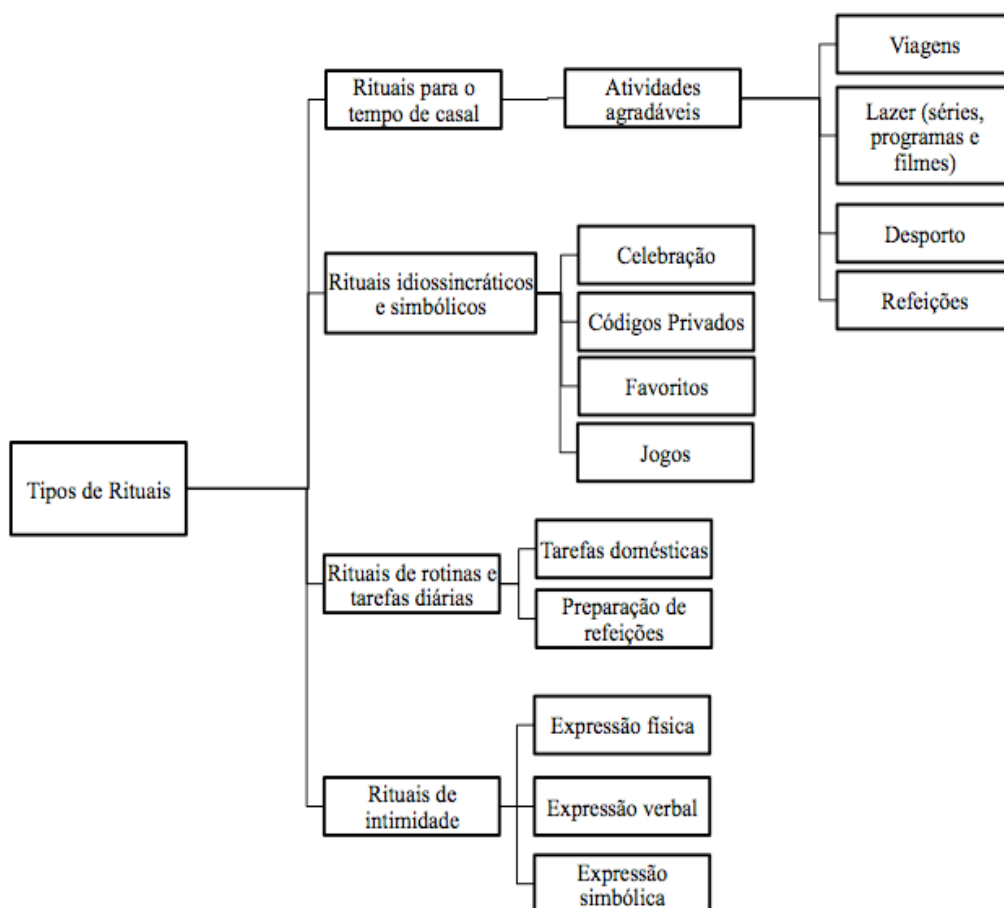 Tipos de Rituais
Rituais para o
tempo de casal
Atividades
agradáveis
Viagens
Lazer (séries,
programas e
filmes)
Desporto
Refeições
Rituais idiossincráticos
e simbólicos
Celebração
Códigos Privados
Favoritos
Jogos
Rituais de rotinas e
tarefas diárias
Tarefas domésticas
Preparação de
refeições
Rituais de
intimidade
Expressão física
Expressão verbal
Expressão
simbólica